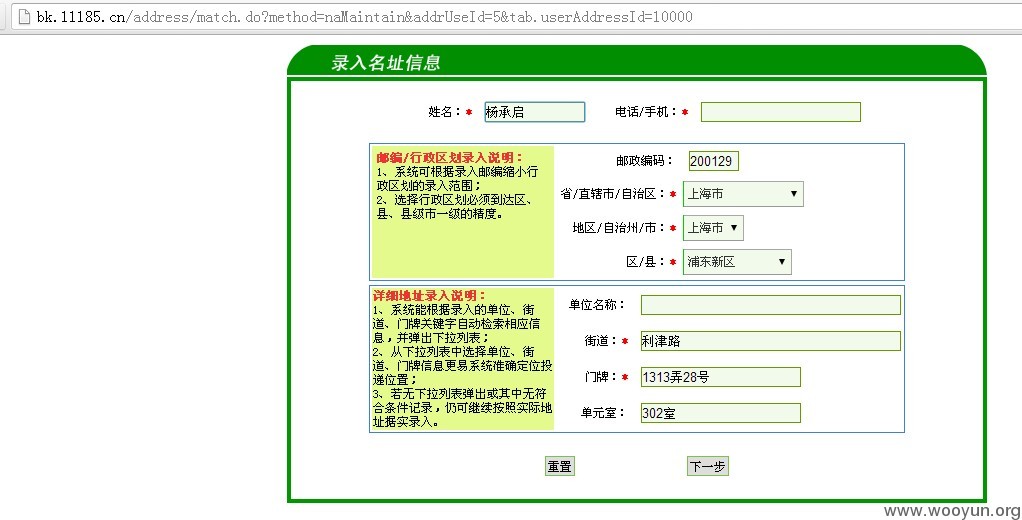 bk.11185.cn/address/match.do?method=naMaintain&addrUseId=5&tab.userAddressId=10000
录入名址信息
姓名：* 杨承启 电话/手机：*
邮编/行政区划录入说明：
1、系统可根据录入邮编缩小行
政区划的录入范围；
2、选择行政区划必须到达区、
县、县级市一级的精度。
邮政编码： 200129
省/直辖市/自治区：* 上海市
地区/自治州/市：* 上海市
区/县：* 浦东新区
详细地址录入说明：
1、系统能根据录入的单位、街
道、门牌关键字自动检索相应信
息，并弹出下拉列表；
2、从下拉列表中选择单位、街
道、门牌信息更易系统准确定位投
递位置；
3、若无下拉列表弹出或其中无符
合条件记录，仍可继续按照实际地
址据实录入。
单位名称：
街道：* 利津路
门牌：* 1313弄28号
单元室： 302室
重置 下一步
www.wooyun.org